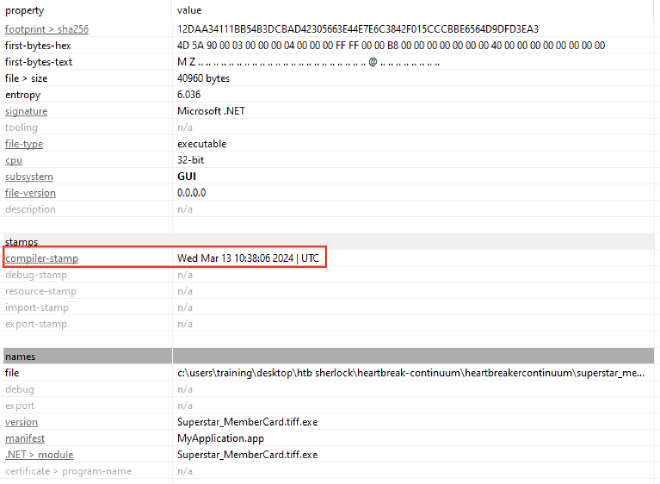 property value
footprint > sha256 12DAA34111BB54B3DCBAD42305663E44E7E6C3842F015CCCBBE6564D9DFD3EA3
first-bytes-hex 4D 5A 90 00 03 00 00 00 04 00 00 00 FF FF 00 00 B8 00 00 00 00 00 00 00 40 00 00 00 00 00 00 00
first-bytes-text M Z .. .. .. .. .. .. .. .. .. .. .. .. .. .. .. .. .. .. .. .. .. .. @ .. .. .. .. .. .. ..
file > size 40960 bytes
entropy 6.036
signature Microsoft .NET
tooling n/a
file-type executable
cpu 32-bit
subsystem GUI
file-version 0.0.0.0
description n/a
stamps
compiler-stamp Wed Mar 13 10:38:06 2024 | UTC
debug-stamp n/a
resource-stamp n/a
import-stamp n/a
export-stamp n/a
names
file c:\users\training\desktop\htb sherlock\heartbreak-continuum\heartbreakercontinuum\superstar_me...
debug n/a
export n/a
version Superstar_MemberCard.tiff.exe
manifest MyApplication.app
.NET > module Superstar_MemberCard.tiff.exe
certificate > program-name n/a